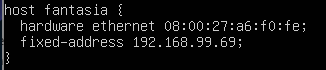 host fantasia {
  hardware ethernet 08:00:27:a6:f0:fe;
  fixed-address 192.168.99.69;
}